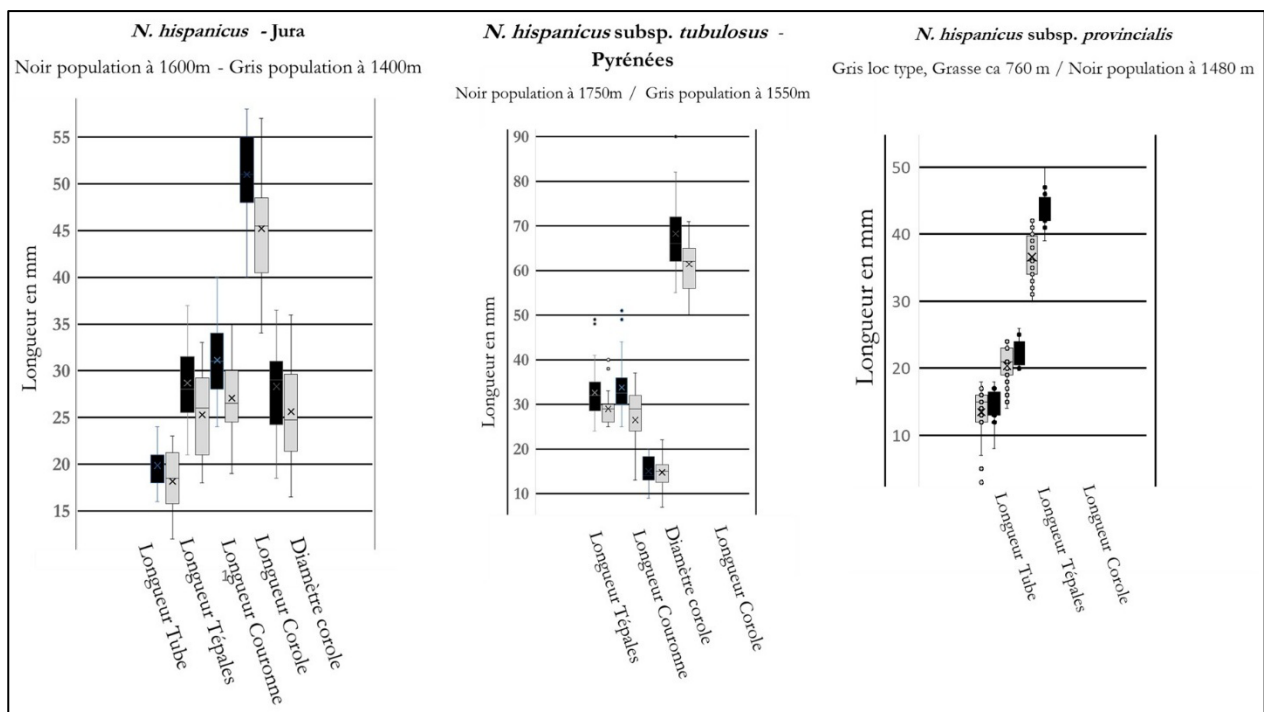 N. hispanicus - Jura
Noir population à 1600m - Gris population à 1400m
Longueur en mm
55
50
45
40
35
30
25
20
15
Longueur Tube
Longueur Tépales
Longueur Couronne
Longueur Corole
Diamètre corole
N. hispanicus subsp. tubulosus -
Pyrénées
Noir population à 1750m / Gris population à 1550m
Longueur en mm
90
80
70
60
50
40
30
20
10
Longueur Tépales
Longueur Couronne
Diamètre corole
Longueur Corole
N. hispanicus subsp. provincialis
Gris loc type, Grasse ca 760 m / Noir population à 1480 m
Longueur en mm
50
40
30
20
10
Longueur Tube
Longueur Tépales
Longueur Corole